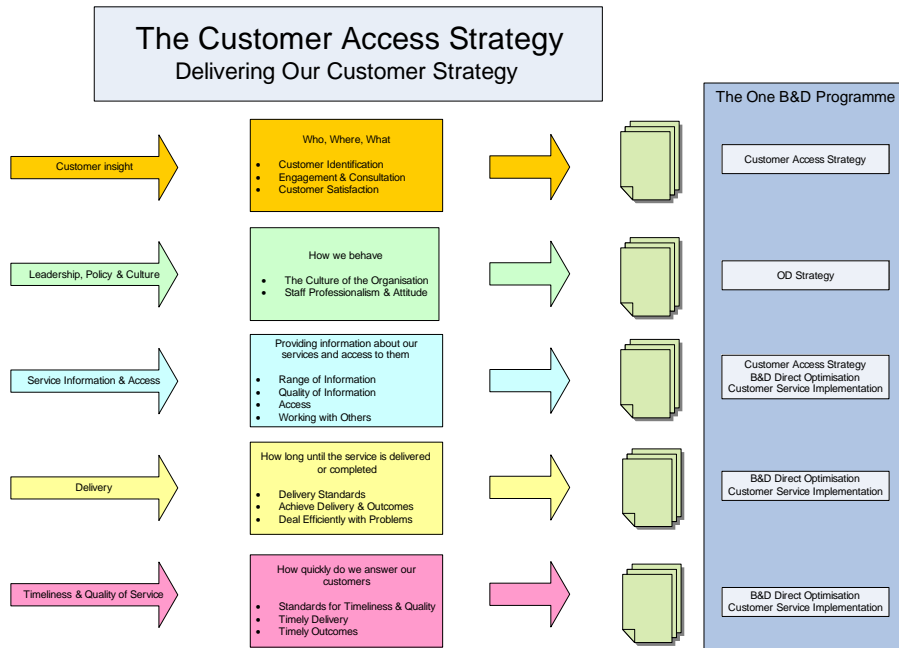 The Customer Access Strategy
Delivering Our Customer Strategy
The One B&D Programme
Customer insight
Who, Where, What
• Customer Identification
• Engagement & Consultation
• Customer Satisfaction
Customer Access Strategy
Leadership, Policy & Culture
How we behave
• The Culture of the Organisation
• Staff Professionalism & Attitude
OD Strategy
Service Information & Access
Providing information about our
services and access to them
• Range of Information
• Quality of Information
• Access
• Working with Others
Customer Access Strategy
B&D Direct Optimisation
Customer Service Implementation
Delivery
How long until the service is delivered
or completed
• Delivery Standards
• Achieve Delivery & Outcomes
• Deal Efficiently with Problems
B&D Direct Optimisation
Customer Service Implementation
Timeliness & Quality of Service
How quickly do we answer our
customers
• Standards for Timeliness & Quality
• Timely Delivery
• Timely Outcomes
B&D Direct Optimisation
Customer Service Implementation